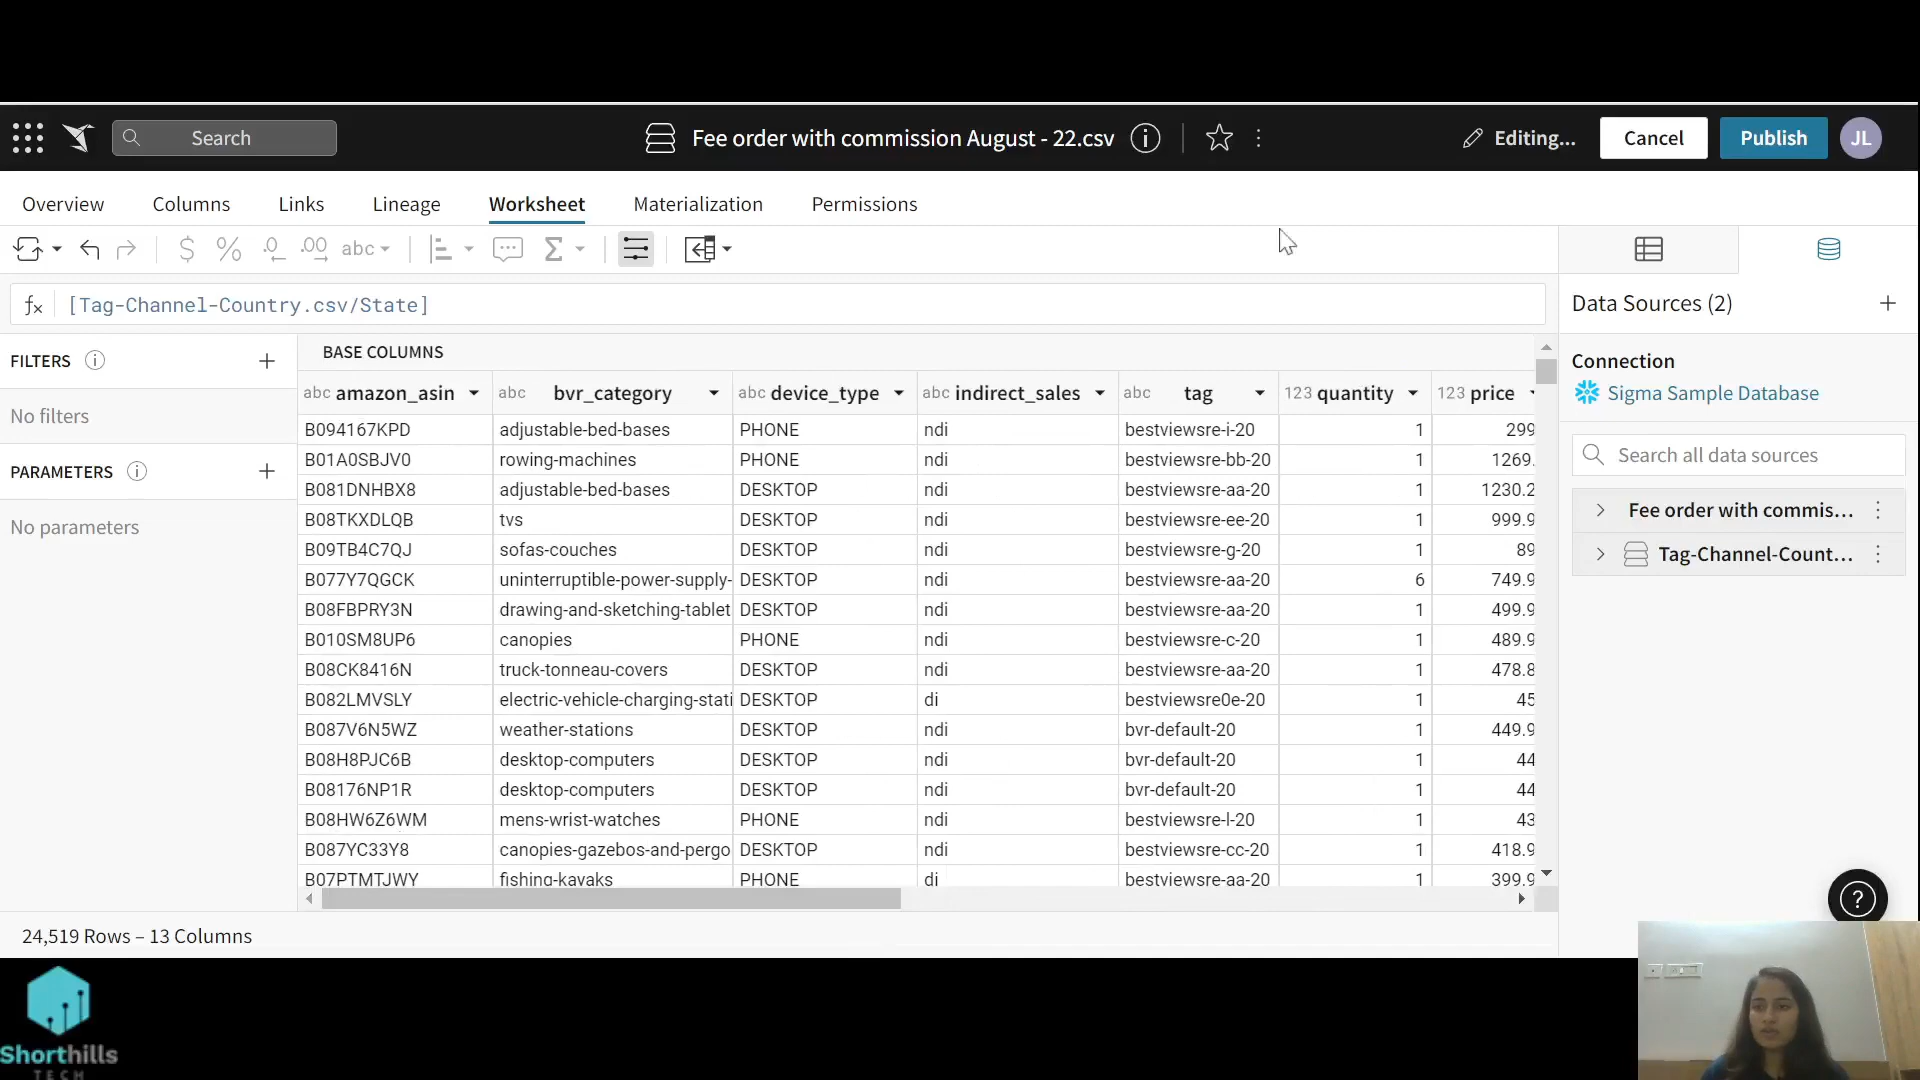 Search
Fee order with commission August - 22.csv
Editing...
Cancel
Publish
JL
Overview
Columns
Links
Lineage
Worksheet
Materialization
Permissions
$ % .0 .00 abc Σ
fx [Tag-Channel-Country.csv/State]
Data Sources (2)
FILTERS
No filters
PARAMETERS
No parameters
BASE COLUMNS
abc amazon_asin abc bvr_category abc device_type abc indirect_sales abc tag 123 quantity 123 price
B094167KPD adjustable-bed-bases PHONE ndi bestviewsre-i-20 1 299
B01A0SBJV0 rowing-machines PHONE ndi bestviewsre-bb-20 1 1269.
B081DNHBX8 adjustable-bed-bases DESKTOP ndi bestviewsre-aa-20 1 1230.2
B08TKXDLQB tvs DESKTOP ndi bestviewsre-ee-20 1 999.9
B09TB4C7QJ sofas-couches DESKTOP ndi bestviewsre-g-20 1 89
B077Y7QGCK uninterruptible-power-supply- DESKTOP ndi bestviewsre-aa-20 6 749.9
B08FBPRY3N drawing-and-sketching-tablet DESKTOP ndi bestviewsre-aa-20 1 499.9
B010SM8UP6 canopies PHONE ndi bestviewsre-c-20 1 489.9
B08CK8416N truck-tonneau-covers DESKTOP ndi bestviewsre-aa-20 1 478.8
B082LMVSLY electric-vehicle-charging-stati DESKTOP di bestviewsre0e-20 1 45
B087V6N5WZ weather-stations DESKTOP ndi bvr-default-20 1 449.9
B08H8PJC6B desktop-computers DESKTOP ndi bvr-default-20 1 44
B08176NP1R desktop-computers DESKTOP ndi bvr-default-20 1 44
B08HW6Z6WM mens-wrist-watches PHONE ndi bestviewsre-l-20 1 43
B087YC33Y8 canopies-gazebos-and-pergo DESKTOP ndi bestviewsre-cc-20 1 418.9
B07PTMTJWY fishing-kayaks PHONE di bestviewsre-aa-20 1 399.9
24,519 Rows – 13 Columns
Connection
Sigma Sample Database
Search all data sources
Fee order with commis...
Tag-Channel-Count...
?
Shorthills
TECH